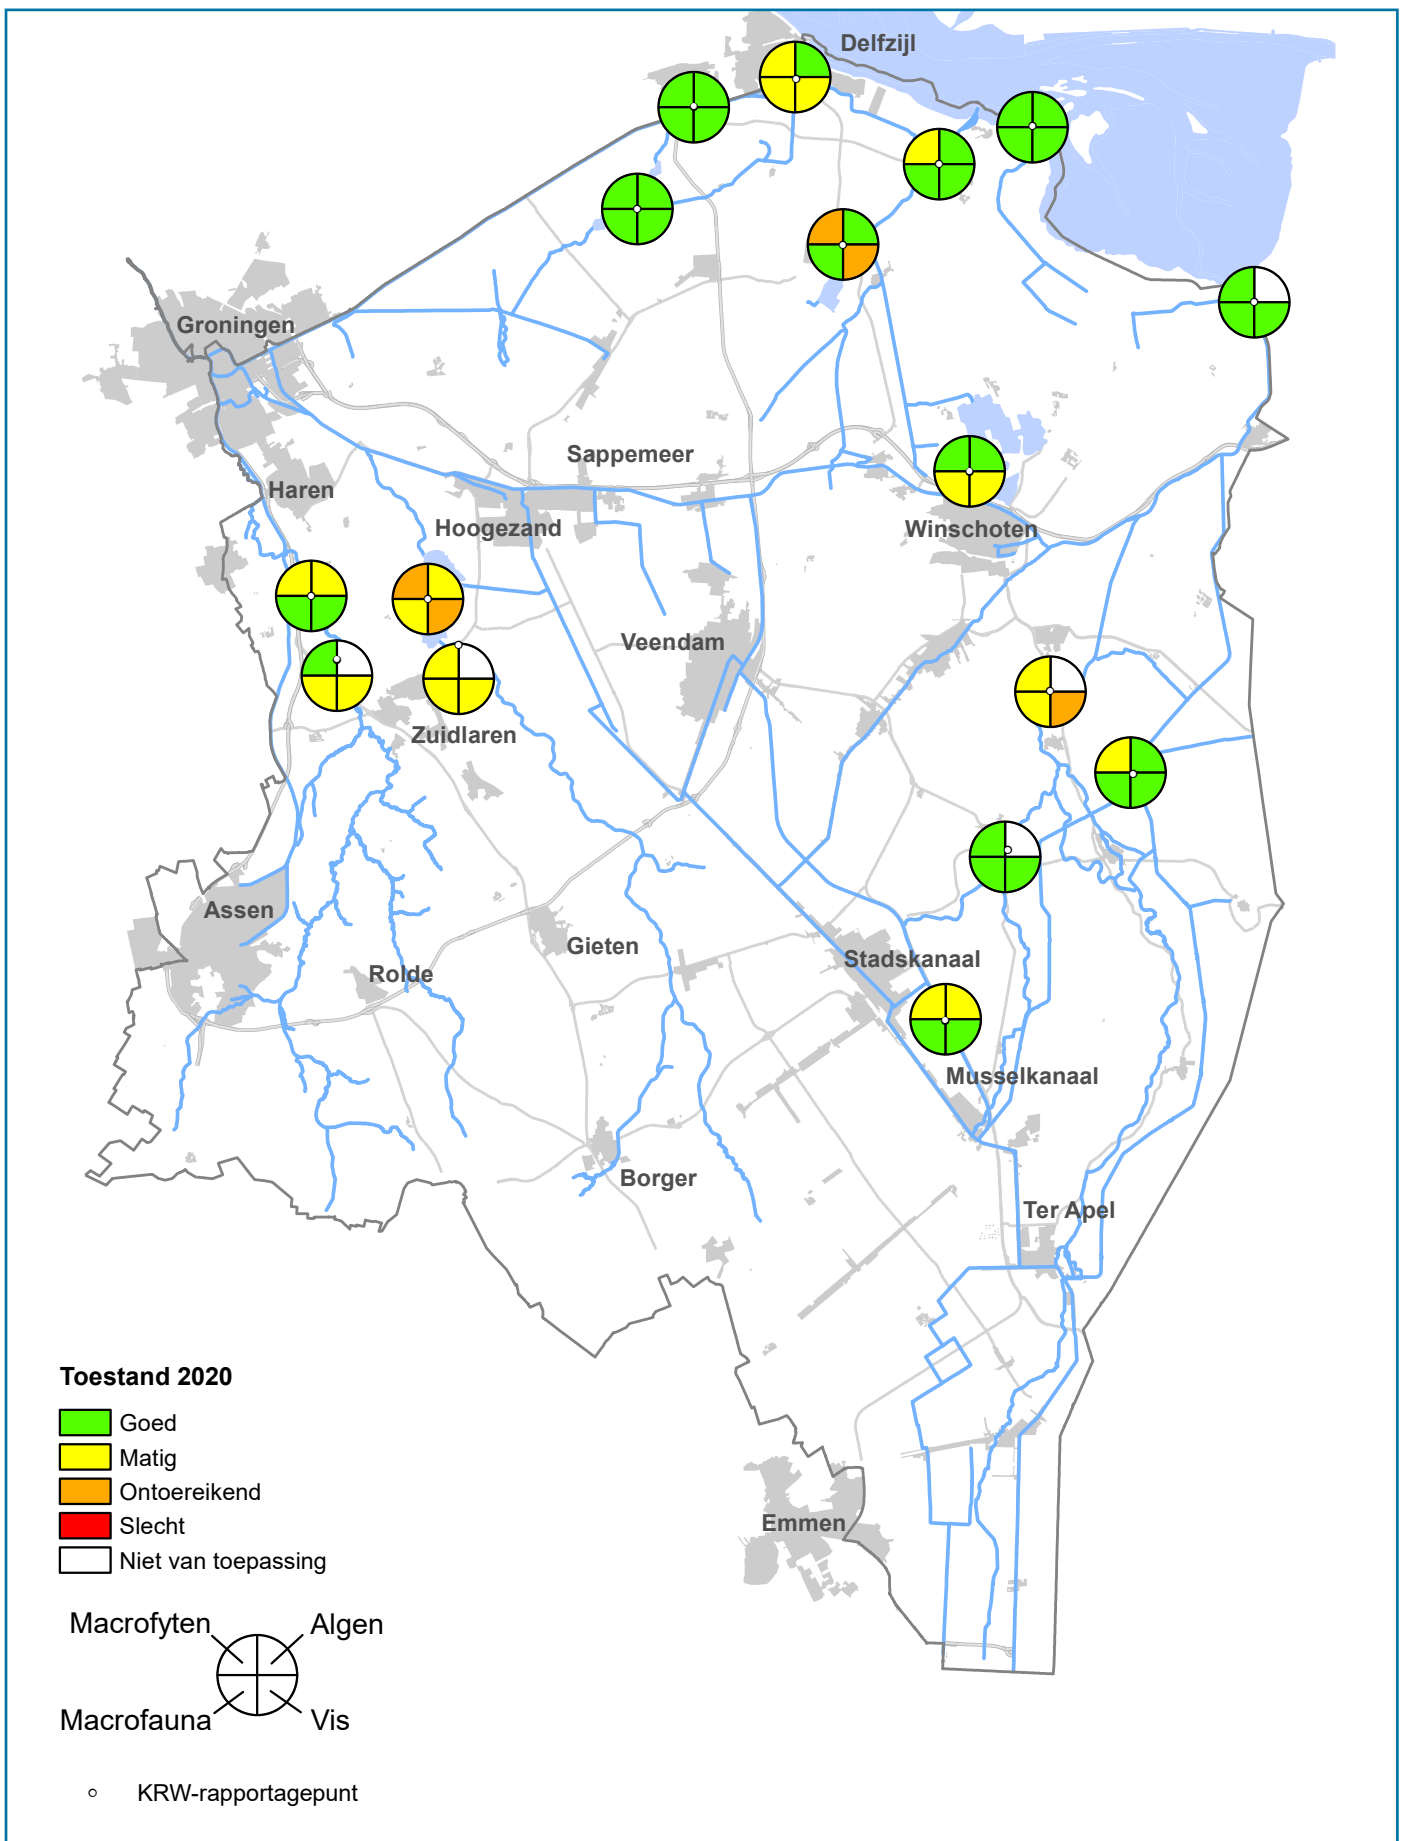 Delfzijl
Groningen
Sappemeer
Haren
Hoogezand
Winschoten
Veendam
Zuidlaren
Assen
Gieten
Stadskanaal
Rolde
Musselkanaal
Borger
Ter Apel
Emmen
Toestand 2020
Goed
Matig
Ontoereikend
Slecht
Niet van toepassing
Macrofyten
Algen
Macrofauna
Vis
KRW-rapportagepunt